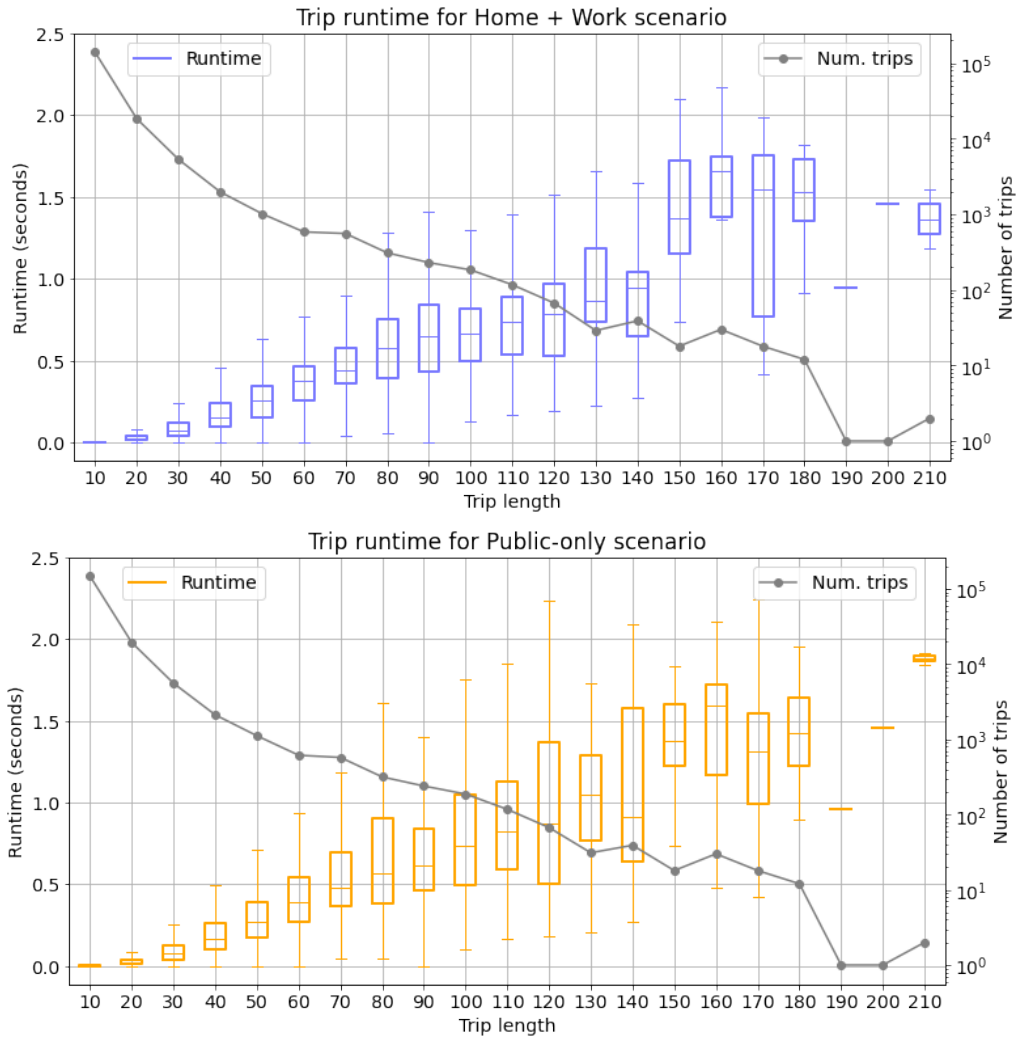 Trip runtime for Home + Work scenario
Runtime
Num. trips
Runtime (seconds)
2.5
2.0
1.5
1.0
0.5
0.0
Number of trips
10^5
10^4
10^3
10^2
10^1
10^0
10 20 30 40 50 60 70 80 90 100 110 120 130 140 150 160 170 180 190 200 210
Trip length
Trip runtime for Public-only scenario
Runtime
Num. trips
Runtime (seconds)
2.5
2.0
1.5
1.0
0.5
0.0
Number of trips
10^5
10^4
10^3
10^2
10^1
10^0
10 20 30 40 50 60 70 80 90 100 110 120 130 140 150 160 170 180 190 200 210
Trip length